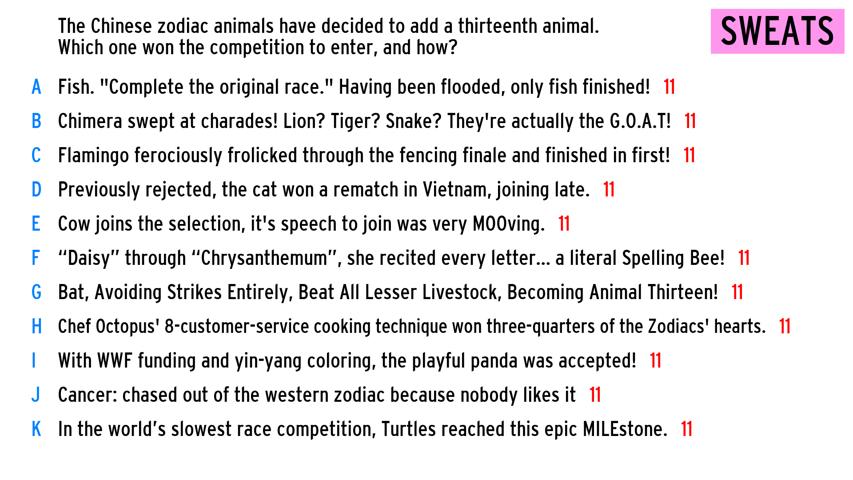 The Chinese zodiac animals have decided to add a thirteenth animal.
Which one won the competition to enter, and how?
SWEATS
A Fish. "Complete the original race." Having been flooded, only fish finished! 11
B Chimera swept at charades! Lion? Tiger? Snake? They're actually the G.O.A.T! 11
C Flamingo ferociously frolicked through the fencing finale and finished in first! 11
D Previously rejected, the cat won a rematch in Vietnam, joining late. 11
E Cow joins the selection, it's speech to join was very MOOving. 11
F “Daisy” through “Chrysanthemum”, she recited every letter... a literal Spelling Bee! 11
G Bat, Avoiding Strikes Entirely, Beat All Lesser Livestock, Becoming Animal Thirteen! 11
H Chef Octopus' 8-customer-service cooking technique won three-quarters of the Zodiacs' hearts. 11
I With WWF funding and yin-yang coloring, the playful panda was accepted! 11
J Cancer: chased out of the western zodiac because nobody likes it 11
K In the world’s slowest race competition, Turtles reached this epic MILEstone. 11